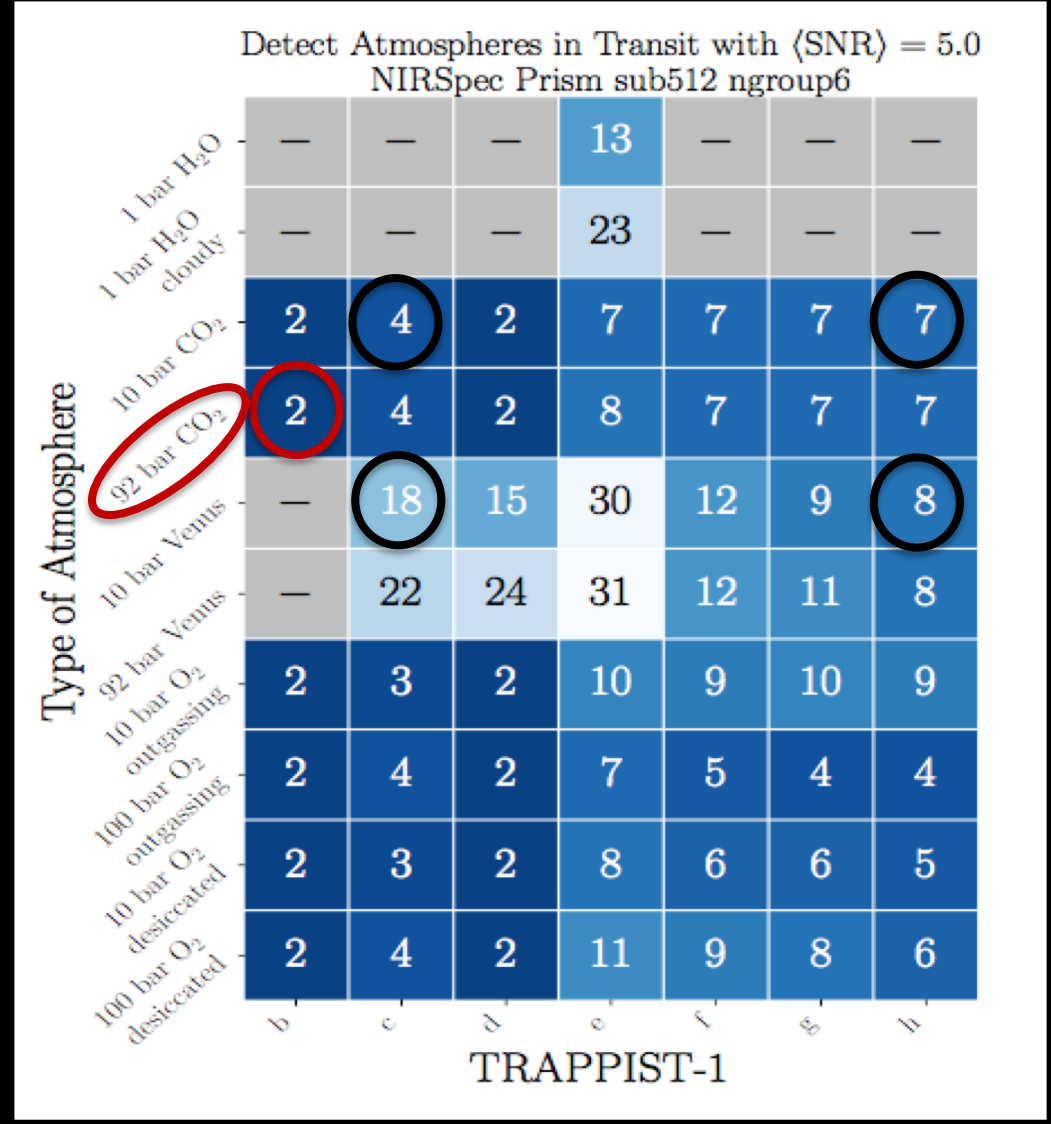 Detect Atmospheres in Transit with ⟨SNR⟩ = 5.0
NIRSpec Prism sub512 ngroup6
Type of Atmosphere
1 bar H₂O — — — 13 — — —
1 bar H₂O
cloudy — — — 23 — — —
10 bar CO₂ 2 4 2 7 7 7 7
92 bar CO₂ 2 4 2 8 7 7 7
10 bar Venus — 18 15 30 12 9 8
92 bar Venus — 22 24 31 12 11 8
10 bar O₂
outgassing 2 3 2 10 9 10 9
100 bar O₂
outgassing 2 4 2 7 5 4 4
10 bar O₂
desiccated 2 3 2 8 6 6 5
100 bar O₂
desiccated 2 4 2 11 9 8 6
b c d e f g h
TRAPPIST-1